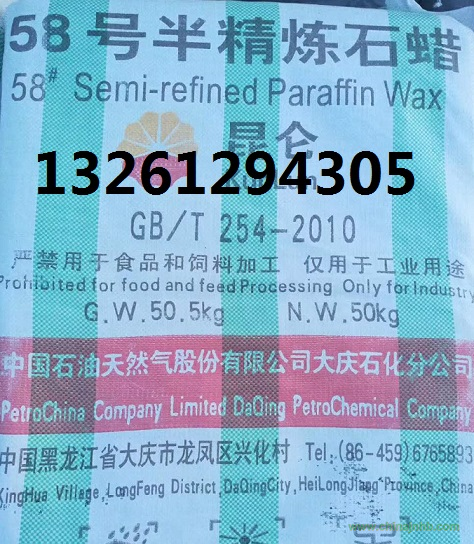 58号半精炼石蜡
58# Semi-refined Paraffin Wax
昆仑
13261294305
GB/T 254-2010
严禁用于食品和饲料加工 仅用于工业用途
Prohibited for food and feed Processing Only for Industry
G.W.50.5kg N.W.50kg
中国石油天然气股份有限公司大庆石化分公司
PetroChina Company Limited DaQing PetroChemical Company
中国黑龙江省大庆市龙凤区兴化村 Tel:(86-459)6765893
XingHua Village,LongFeng District,DaQingCity,HeiLongJiang Province,China